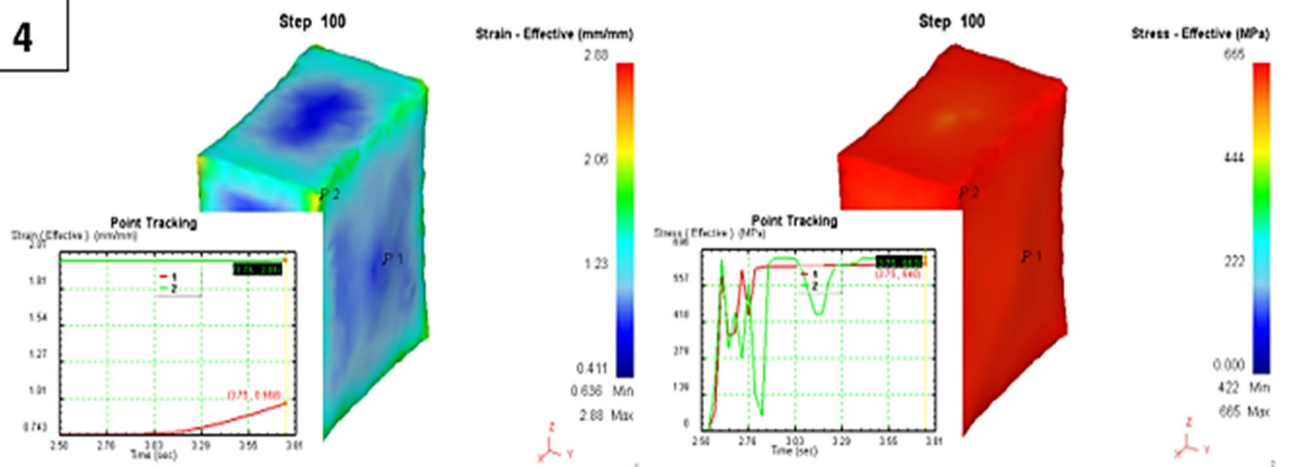 4
Step 100
Strain - Effective (mm/mm)
2.88
2.06
1.23
0.411
0.636 Min
2.88 Max
P 2
P 1
Point Tracking
Strain ( Effective ) (mm/mm)
1.81
1.54
1.27
1.01
0.743
1
2
2.50 2.76 3.03 3.29 3.55 3.81
Time (sec)
Z
X Y
Step 100
Stress - Effective (MPa)
665
444
222
0.000
422 Min
665 Max
P 2
P 1
Point Tracking
Stress ( Effective ) (MPa)
557
418
279
139
0
1
2
2.50 2.76 3.03 3.29 3.55 3.81
Time (sec)
Z
X Y